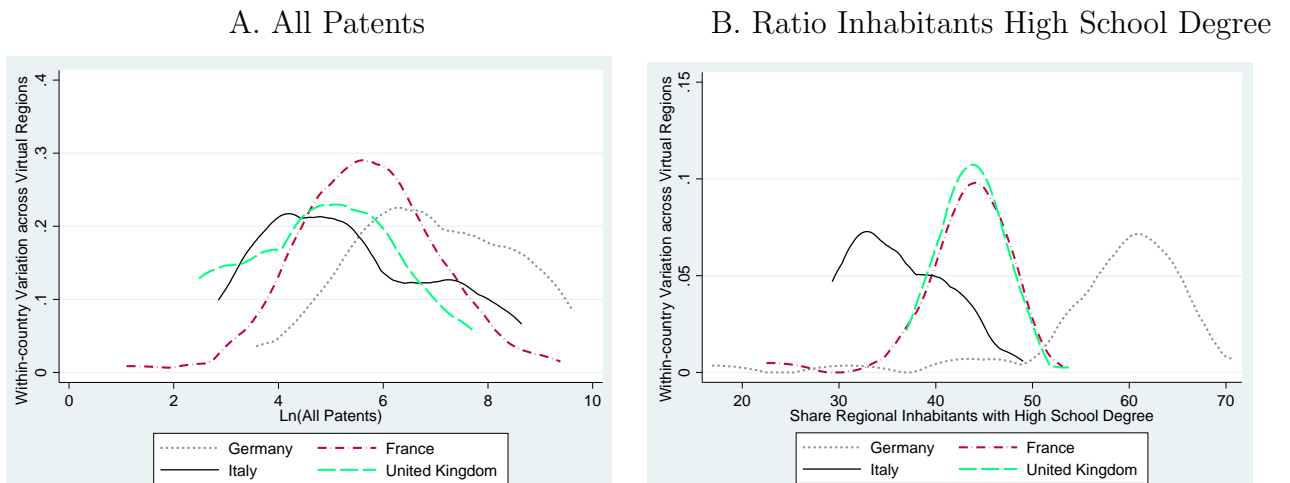 A. All Patents
Within-country Variation across Virtual Regions
.4
.3
.2
.1
0
0 2 4 6 8 10
Ln(All Patents)
Germany France
Italy United Kingdom
B. Ratio Inhabitants High School Degree
Within-country Variation across Virtual Regions
.15
.1
.05
0
20 30 40 50 60 70
Share Regional Inhabitants with High School Degree
Germany France
Italy United Kingdom